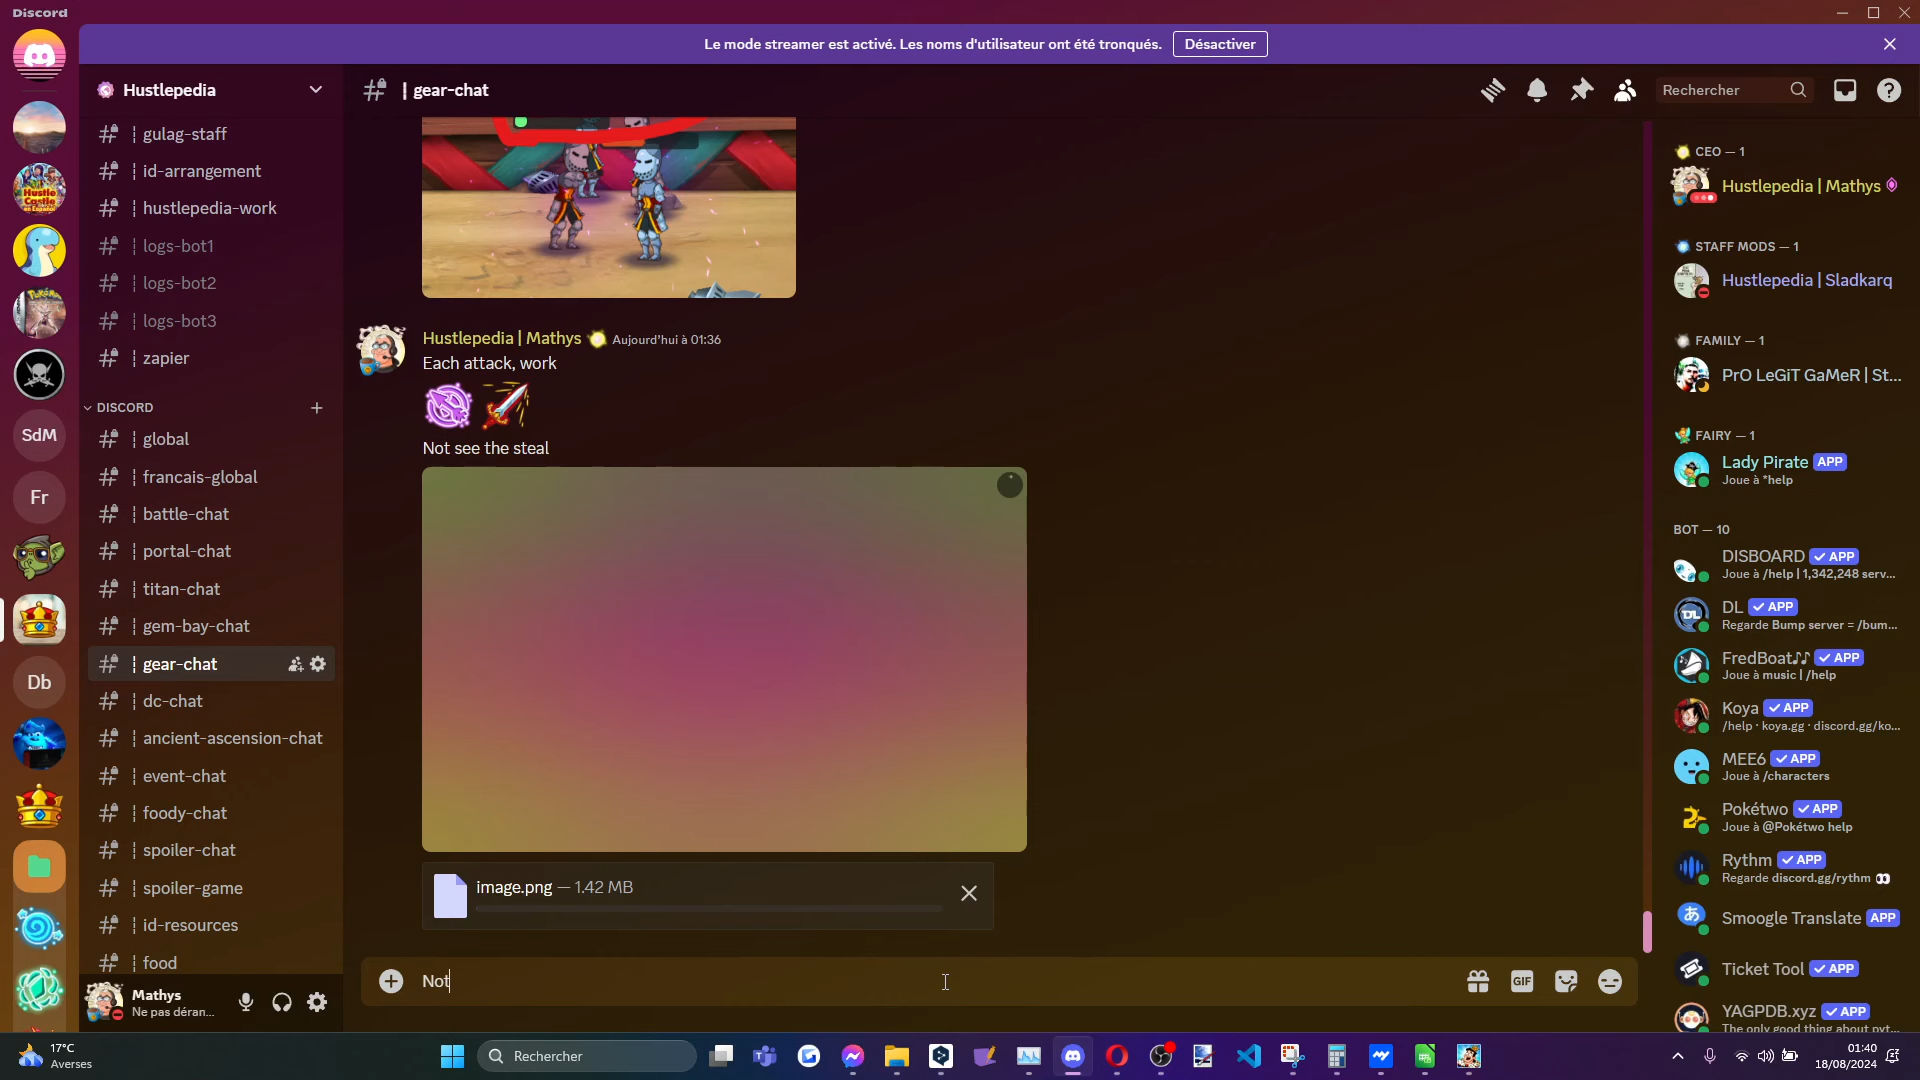 Discord
Le mode streamer est activé. Les noms d'utilisateur ont été tronqués.
Désactiver
Hustlepedia
gulag-staff
id-arrangement
hustlepedia-work
logs-bot1
logs-bot2
logs-bot3
zapier
DISCORD
global
francais-global
battle-chat
portal-chat
titan-chat
gem-bay-chat
gear-chat
dc-chat
ancient-ascension-chat
event-chat
foody-chat
spoiler-chat
spoiler-game
id-resources
food
SdM
Fr
Db
Mathys
Ne pas déran...
| gear-chat
Rechercher
Hustlepedia | Mathys Aujourd'hui à 01:36
Each attack, work
Not see the steal
image.png — 1.42 MB
Not
GIF
CEO — 1
Hustlepedia | Mathys
STAFF MODS — 1
Hustlepedia | Sladkarq
FAMILY — 1
PrO LeGiT GaMeR | St...
FAIRY — 1
Lady Pirate APP
Joue à *help
BOT — 10
DISBOARD APP
Joue à /help | 1,342,248 serv...
DL APP
Regarde Bump server = /bum...
FredBoat♪♪ APP
Joue à music | /help
Koya APP
/help · koya.gg · discord.gg/ko...
MEE6 APP
Joue à /characters
Pokétwo APP
Joue à @Pokétwo help
Rythm APP
Regarde discord.gg/rythm 👀
Smoogle Translate APP
Ticket Tool APP
YAGPDB.xyz APP
The only good thing about pyt...
17°C
Averses
Rechercher
01:40
18/08/2024